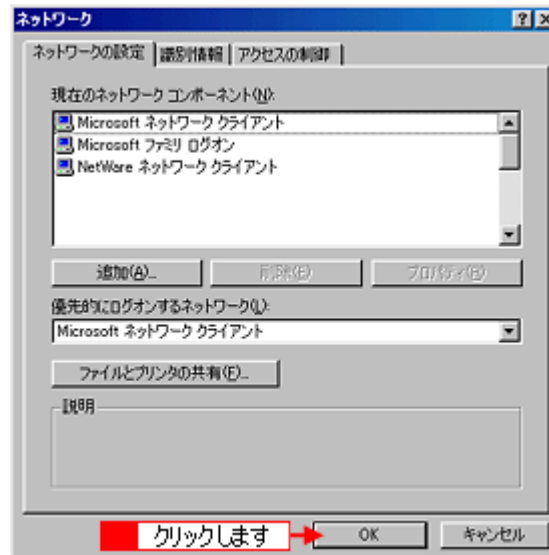 ネットワーク
ネットワークの設定 識別情報 アクセスの制御
現在のネットワーク コンポーネント(N):
Microsoft ネットワーク クライアント
Microsoft ファミリ ログオン
NetWare ネットワーク クライアント
追加(A)... 削除(E) プロパティ(R)
優先的にログオンするネットワーク(L):
Microsoft ネットワーク クライアント
ファイルとプリンタの共有(F)...
説明
クリックします OK キャンセル